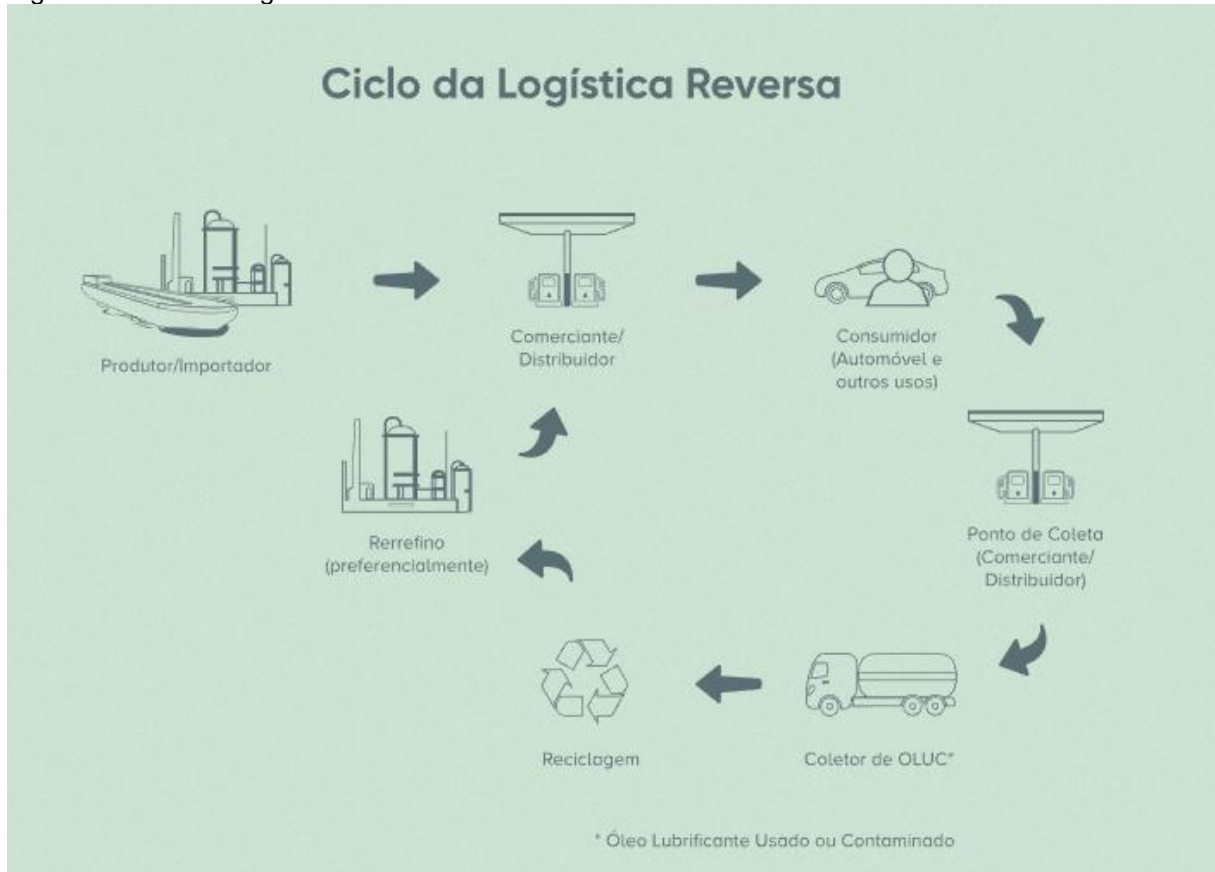 Ciclo da Logística Reversa
Produtor/Importador
Comerciante/
Distribuidor
Consumidor
(Automóvel e
outros usos)
Ponto de Coleta
(Comerciante/
Distribuidor)
Coletor de OLUC*
Reciclagem
Rerrefino
(preferencialmente)
* Óleo Lubrificante Usado ou Contaminado